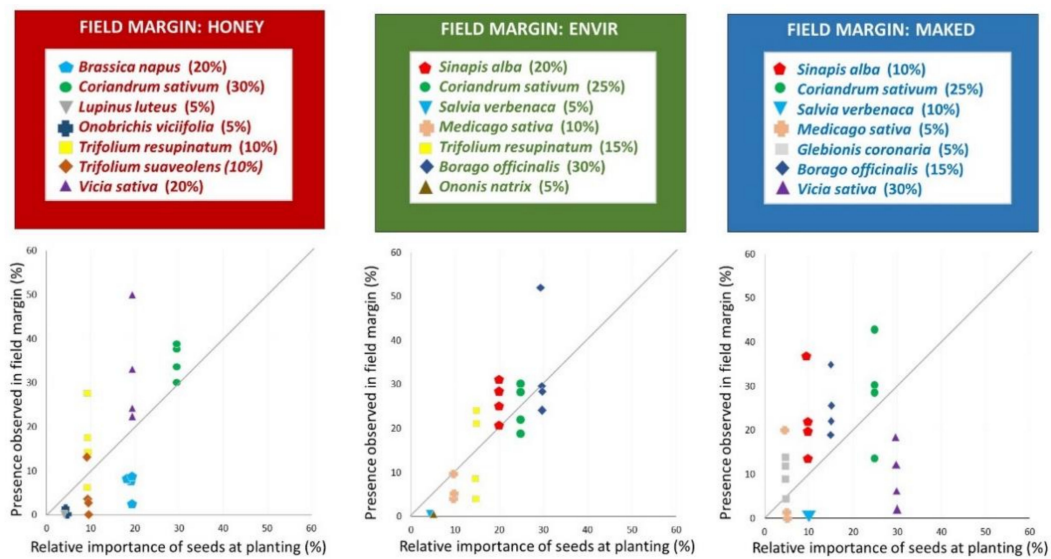 FIELD MARGIN: HONEY
Brassica napus (20%)
Coriandrum sativum (30%)
Lupinus luteus (5%)
Onobrichis viciifolia (5%)
Trifolium resupinatum (10%)
Trifolium suaveolens (10%)
Vicia sativa (20%)
FIELD MARGIN: ENVIR
Sinapis alba (20%)
Coriandrum sativum (25%)
Salvia verbenaca (5%)
Medicago sativa (10%)
Trifolium resupinatum (15%)
Borago officinalis (30%)
Ononis natrix (5%)
FIELD MARGIN: MAKED
Sinapis alba (10%)
Coriandrum sativum (25%)
Salvia verbenaca (10%)
Medicago sativa (5%)
Glebionis coronaria (5%)
Borago officinalis (15%)
Vicia sativa (30%)
Presence observed in field margin (%)
60
50
40
30
20
10
0
0 10 20 30 40 50 60
Relative importance of seeds at planting (%)
Presence observed in field margin (%)
60
50
40
30
20
10
0
0 10 20 30 40 50 60
Relative importance of seeds at planting (%)
Presence observed in field margin (%)
60
50
40
30
20
10
0
0 10 20 30 40 50 60
Relative importance of seeds at planting (%)